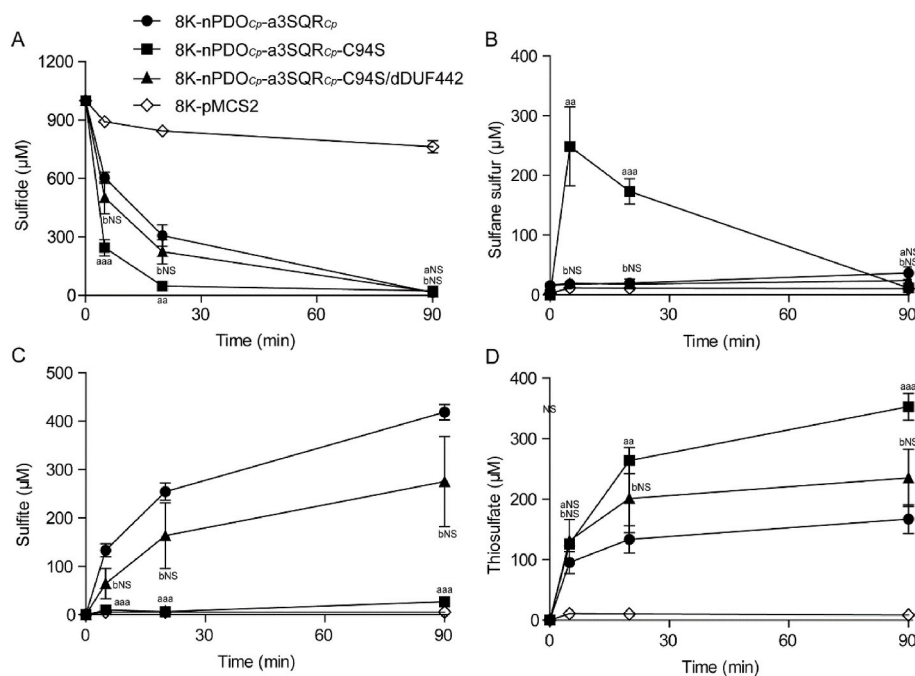 A
8K-nPDOCp-a3SQRCp
8K-nPDOCp-a3SQRCp-C94S
8K-nPDOCp-a3SQRCp-C94S/dDUF442
8K-pMCS2
1200
900
600
300
0
Sulfide (μM)
bNS
aaa
bNS
aa
aNS
bNS
0 30 60 90
Time (min)
B
400
300
200
100
0
Sulfane sulfur (μM)
aa
aaa
bNS
bNS
aNS
bNS
0 30 60 90
Time (min)
C
500
400
300
200
100
0
Sulfite (μM)
bNS
aaa
bNS
aaa
bNS
aaa
0 30 60 90
Time (min)
D
400
300
200
100
0
Thiosulfate (μM)
NS
aNS
bNS
aa
bNS
aaa
bNS
0 30 60 90
Time (min)